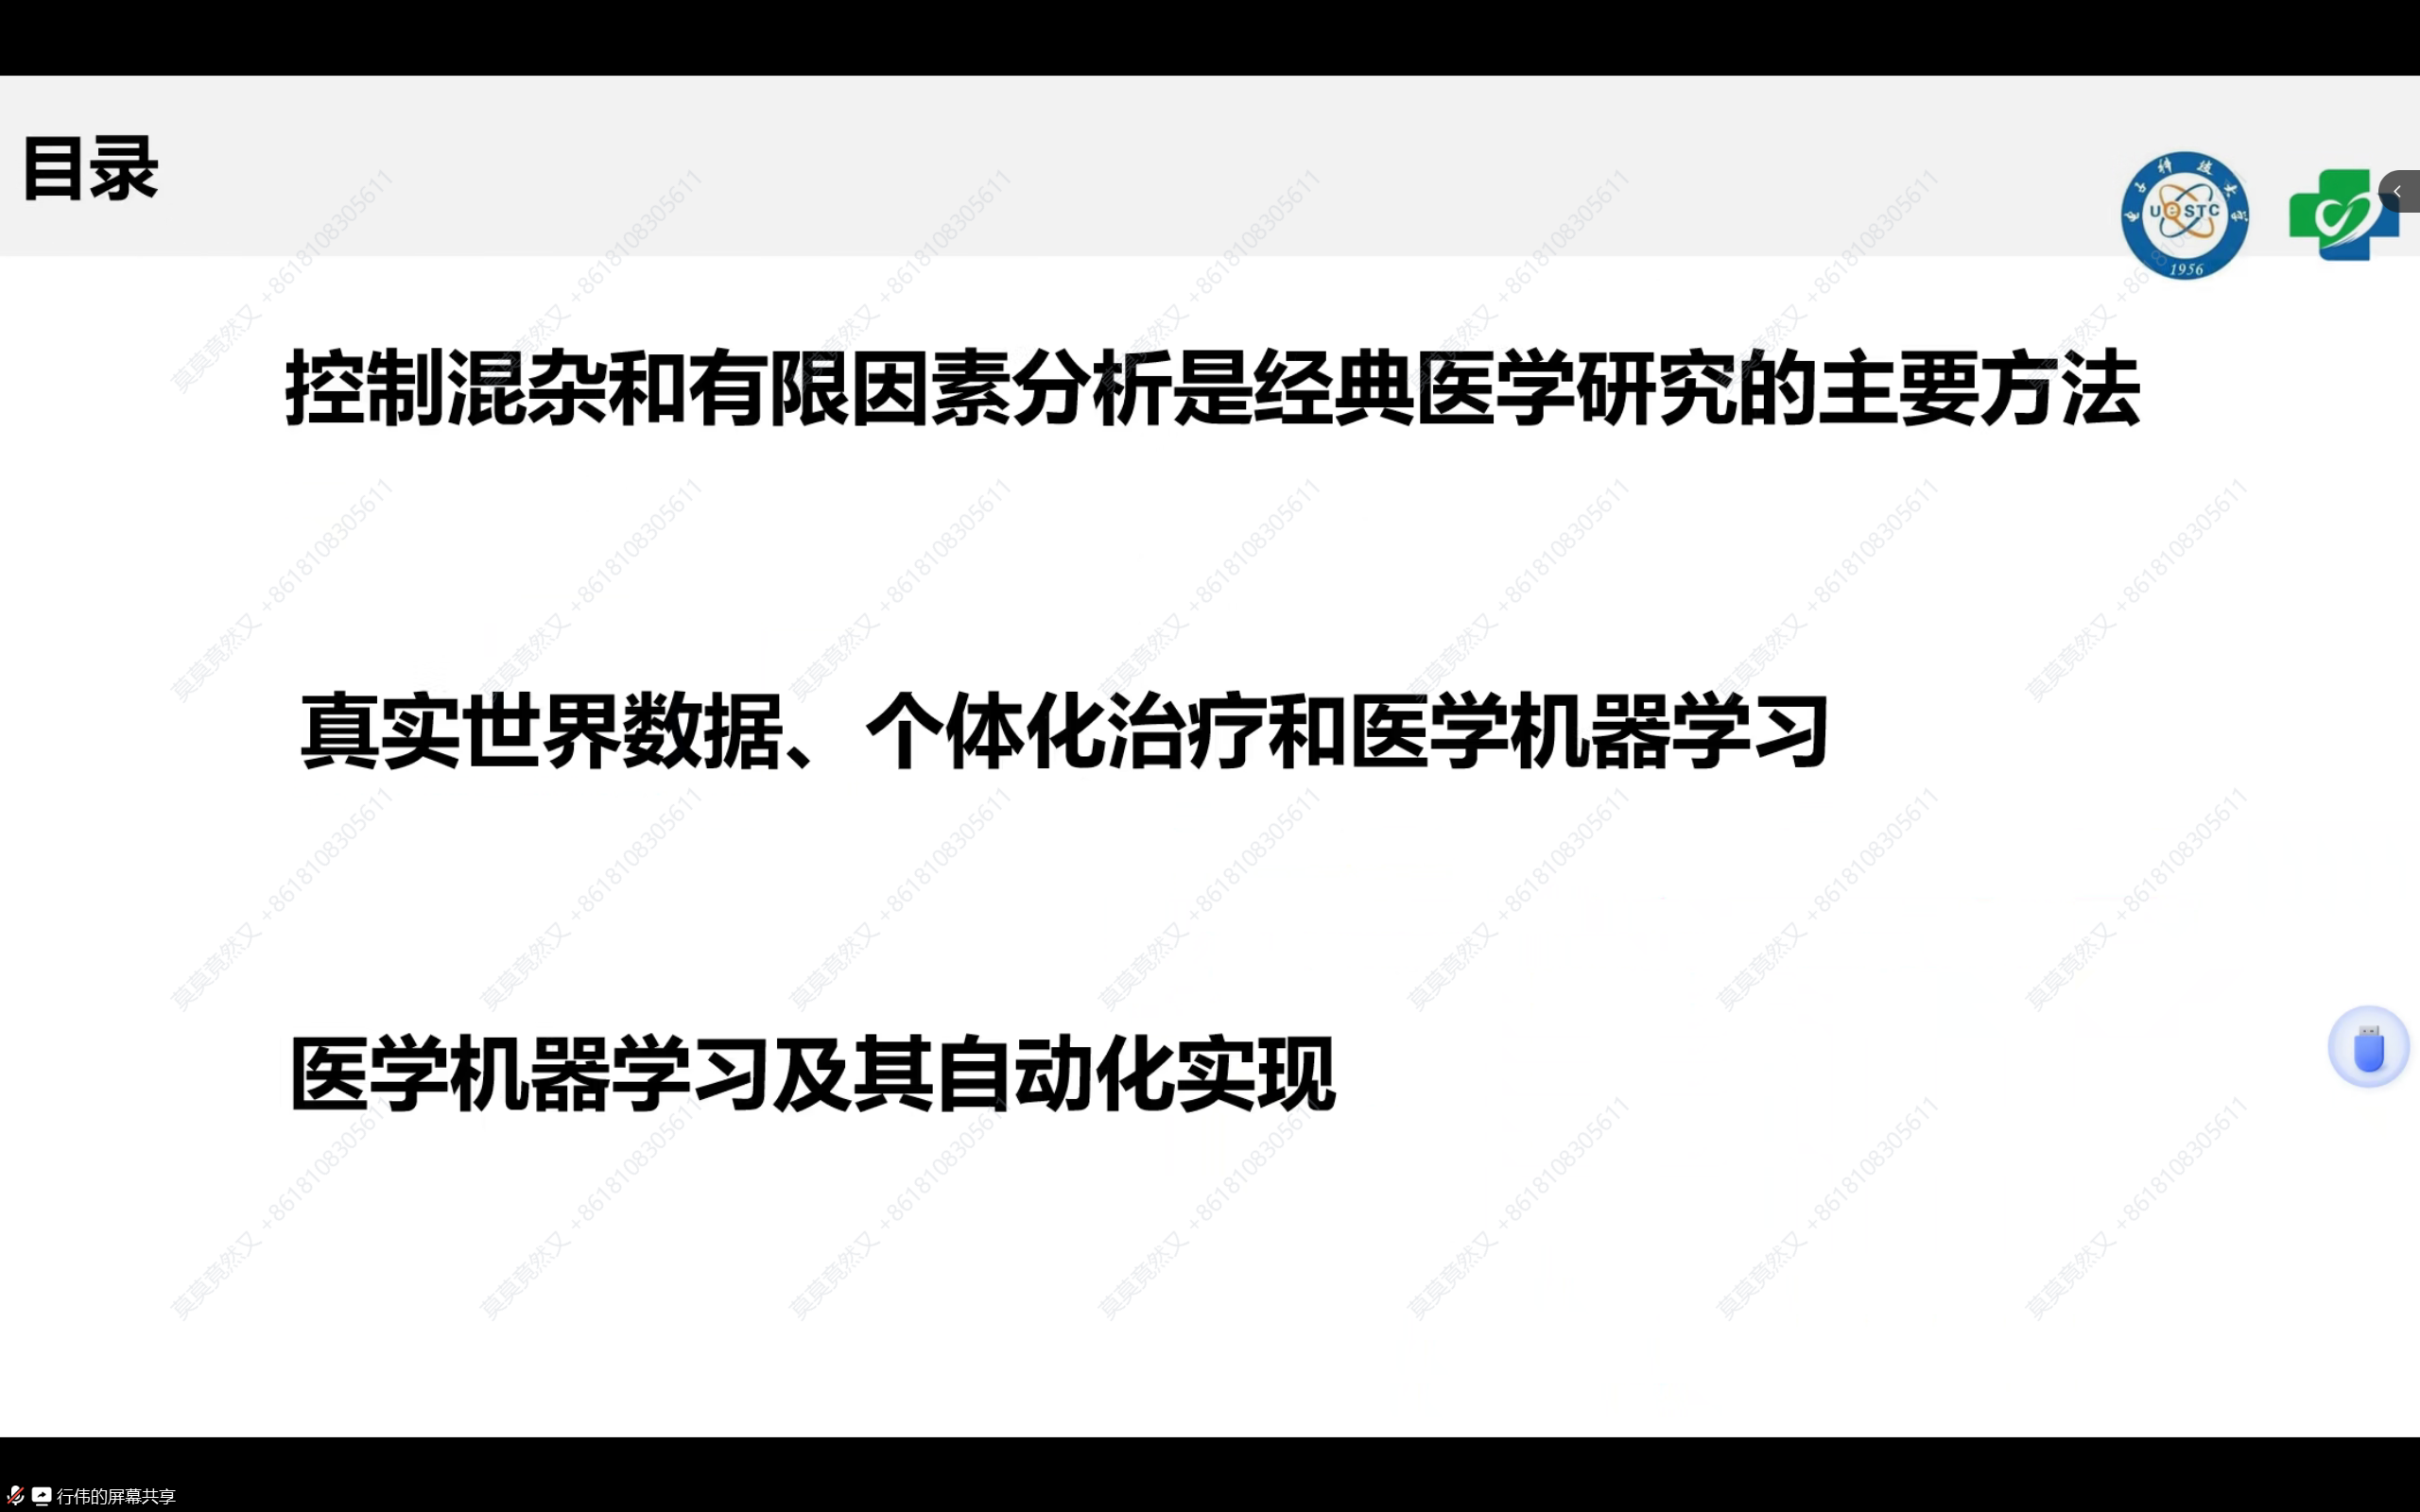 目录
UeSTC
1956
控制混杂和有限因素分析是经典医学研究的主要方法
真实世界数据、个体化治疗和医学机器学习
医学机器学习及其自动化实现
莫莫竟然又 +8618108305611
行伟的屏幕共享